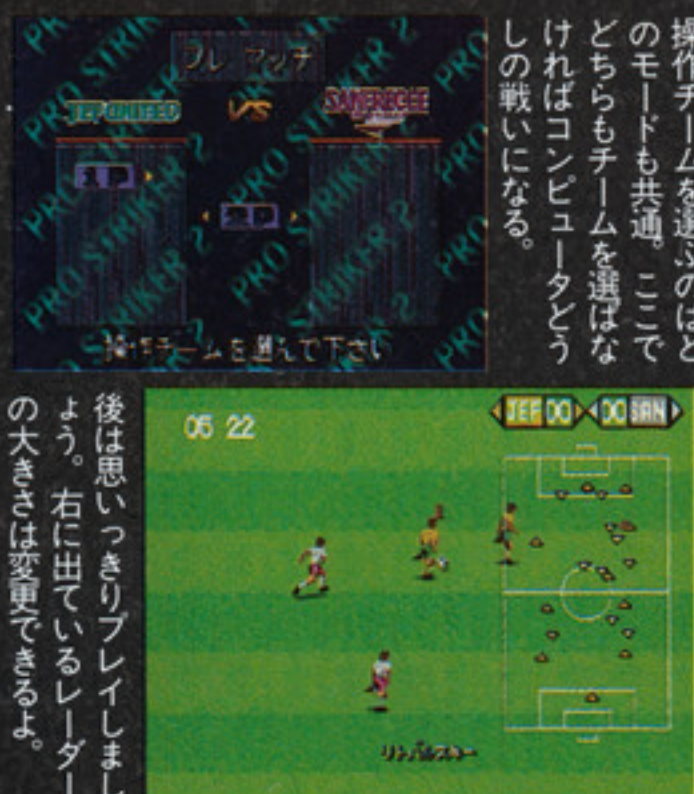 プレ マッチ
JEF UNITED VS SANFRECCE
1P
2P
操作チームを選んで下さい
PRO STRIKER 2
操作チームを選ぶのはど
のモードも共通。ここで
どちらもチームを選ばな
ければコンピュータどう
しの戦いになる。
05 22
JEF 00 00 SAN
リトバルスキー
後は思いっきりプレイしまし
ょう。右に出ているレーダー
の大きさは変更できるよ。